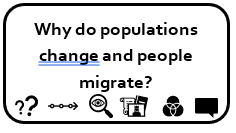 Why do populations
change and people
migrate?
??